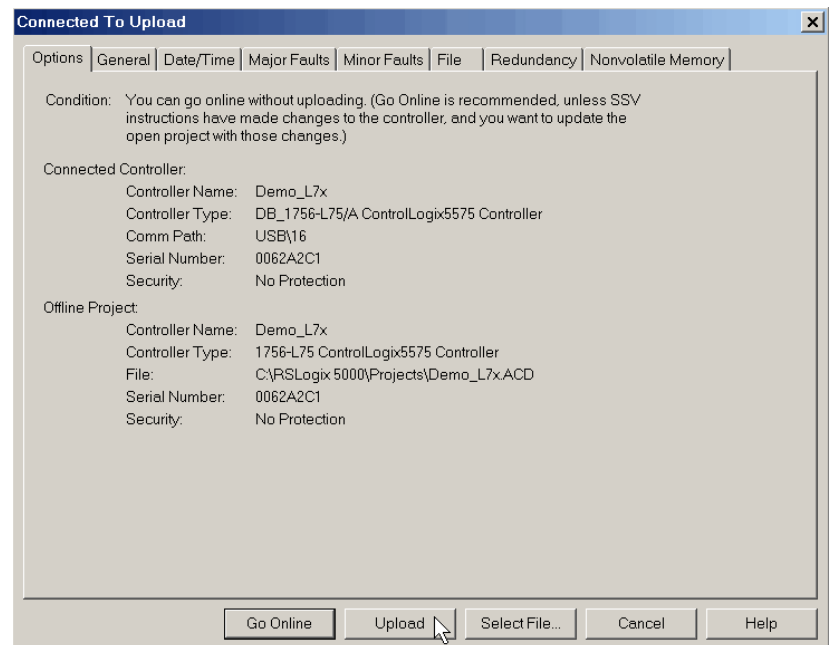 Connected To Upload
Options General Date/Time Major Faults Minor Faults File Redundancy Nonvolatile Memory
Condition: You can go online without uploading. (Go Online is recommended, unless SSV
instructions have made changes to the controller, and you want to update the
open project with those changes.)
Connected Controller:
Controller Name: Demo_L7x
Controller Type: DB_1756-L75/A ControlLogix5575 Controller
Comm Path: USB\16
Serial Number: 0062A2C1
Security: No Protection
Offline Project:
Controller Name: Demo_L7x
Controller Type: 1756-L75 ControlLogix5575 Controller
File: C:\RSLogix 5000\Projects\Demo_L7x.ACD
Serial Number: 0062A2C1
Security: No Protection
Go Online Upload Select File... Cancel Help